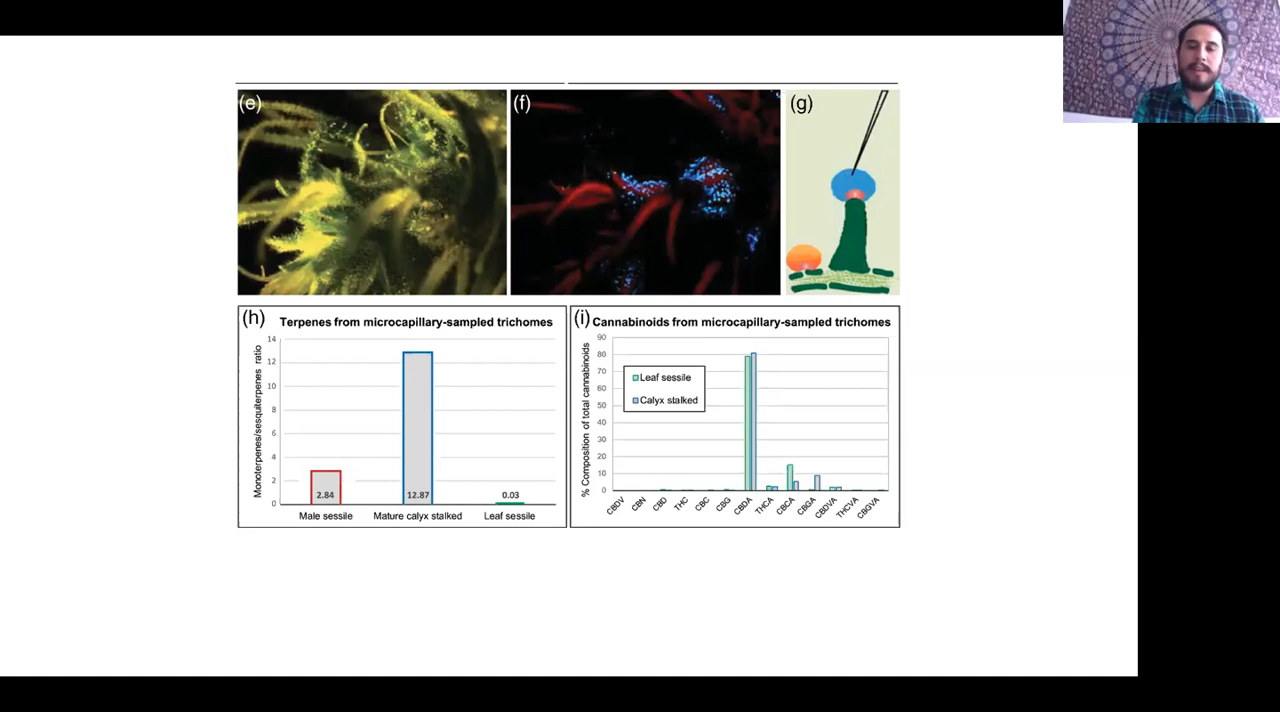 (e)
(f)
(g)
(h)
Terpenes from microcapillary-sampled trichomes
Monoterpenes/sesquiterpenes ratio
14
12
10
8
6
4
2
0
2.84
12.87
0.03
Male sessile
Mature calyx stalked
Leaf sessile
(i)
Cannabinoids from microcapillary-sampled trichomes
% Composition of total cannabinoids
90
80
70
60
50
40
30
20
10
0
Leaf sessile
Calyx stalked
CBDV
CBN
CBD
THC
CBC
CBG
CBDA
THCA
CBCA
CBGA
CBDVA
THCVA
CBGVA